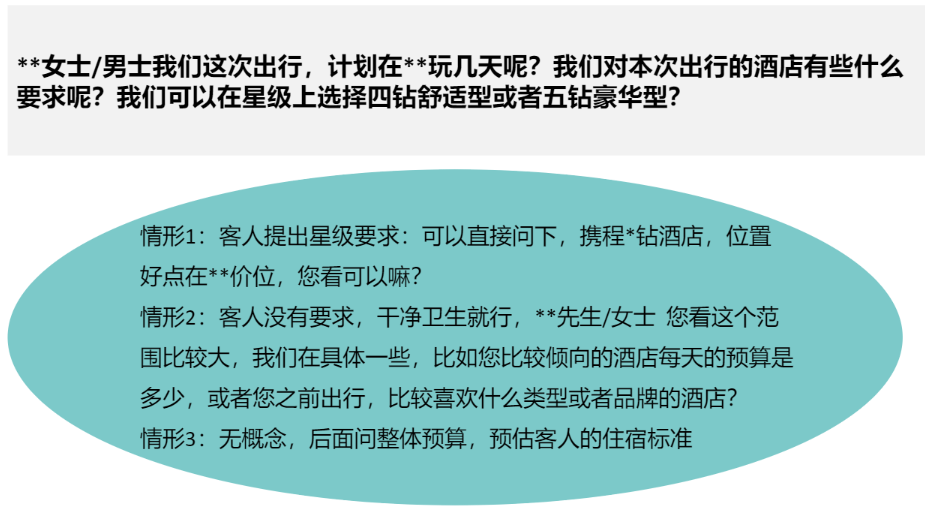 **女士/男士我们这次出行，计划在**玩几天呢？我们对本次出行的酒店有些什么
要求呢？我们可以在星级上选择四钻舒适型或者五钻豪华型？
情形1：客人提出星级要求：可以直接问下，携程*钻酒店，位置
好点在**价位，您看可以嘛？
情形2：客人没有要求，干净卫生就行，**先生/女士 您看这个范
围比较大，我们在具体一些，比如您比较倾向的酒店每天的预算是
多少，或者您之前出行，比较喜欢什么类型或者品牌的酒店？
情形3：无概念，后面问整体预算，预估客人的住宿标准